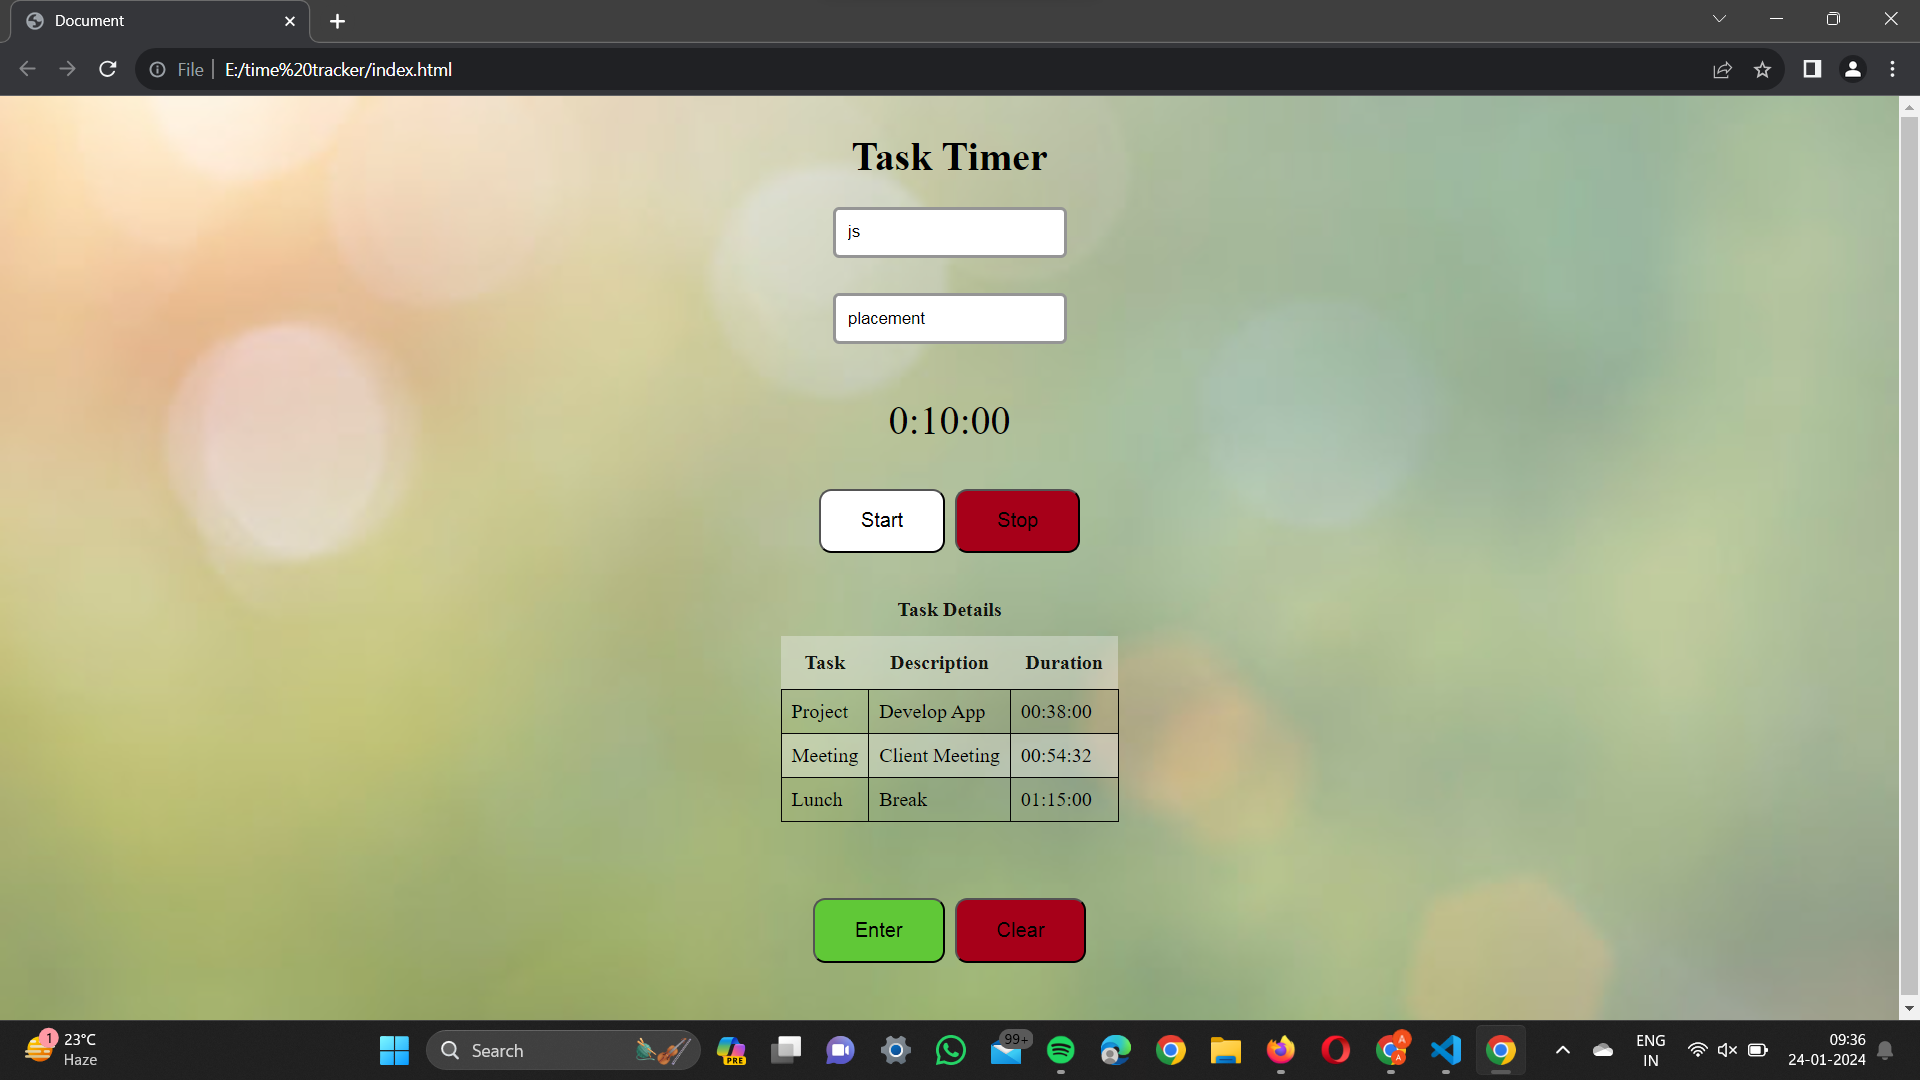 Document
File
E:/time%20tracker/index.html
Task Timer
js
placement
0:10:00
Start Stop
Task Details
Task Description Duration
Project Develop App 00:38:00
Meeting Client Meeting 00:54:32
Lunch Break 01:15:00
Enter Clear
1 23°C
Haze
Search
PRE
99+
A
A
ENG
IN
09:36
24-01-2024